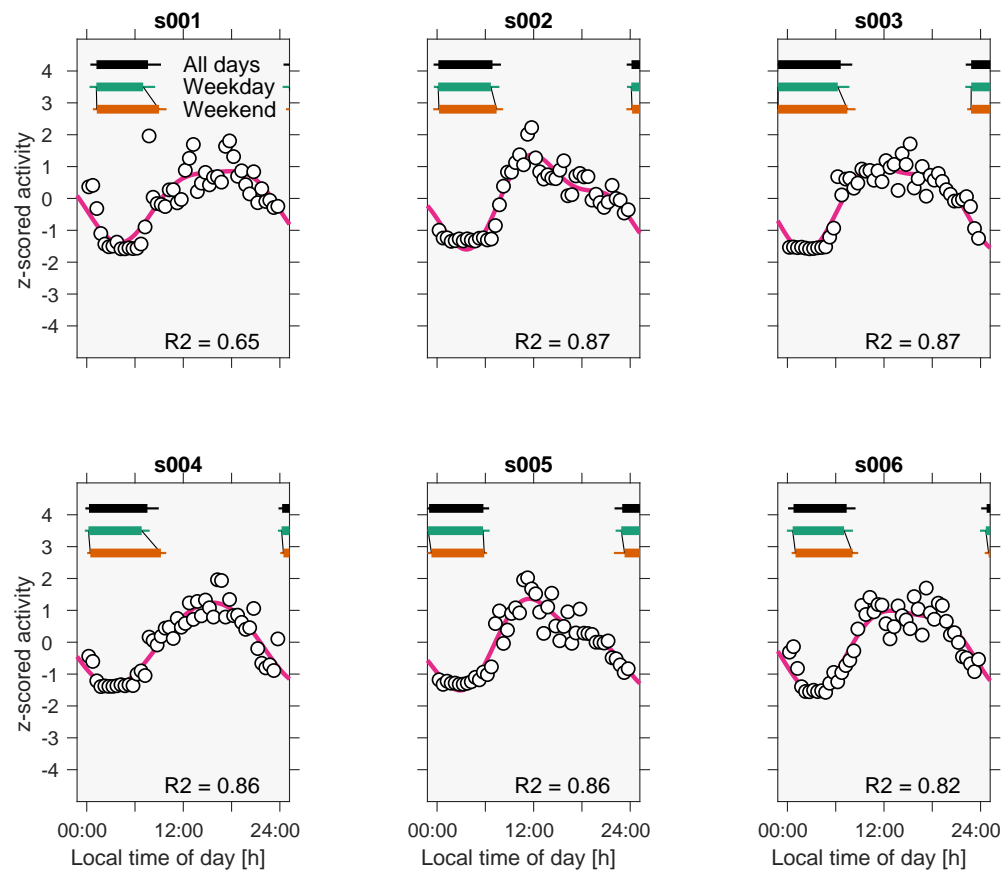 s001
s002
s003
4
3
2
1
0
-1
-2
-3
-4
z-scored activity
All days
Weekday
Weekend
R2 = 0.65
R2 = 0.87
R2 = 0.87
s004
s005
s006
4
3
2
1
0
-1
-2
-3
-4
z-scored activity
R2 = 0.86
R2 = 0.86
R2 = 0.82
00:00 12:00 24:00
00:00 12:00 24:00
00:00 12:00 24:00
Local time of day [h]
Local time of day [h]
Local time of day [h]